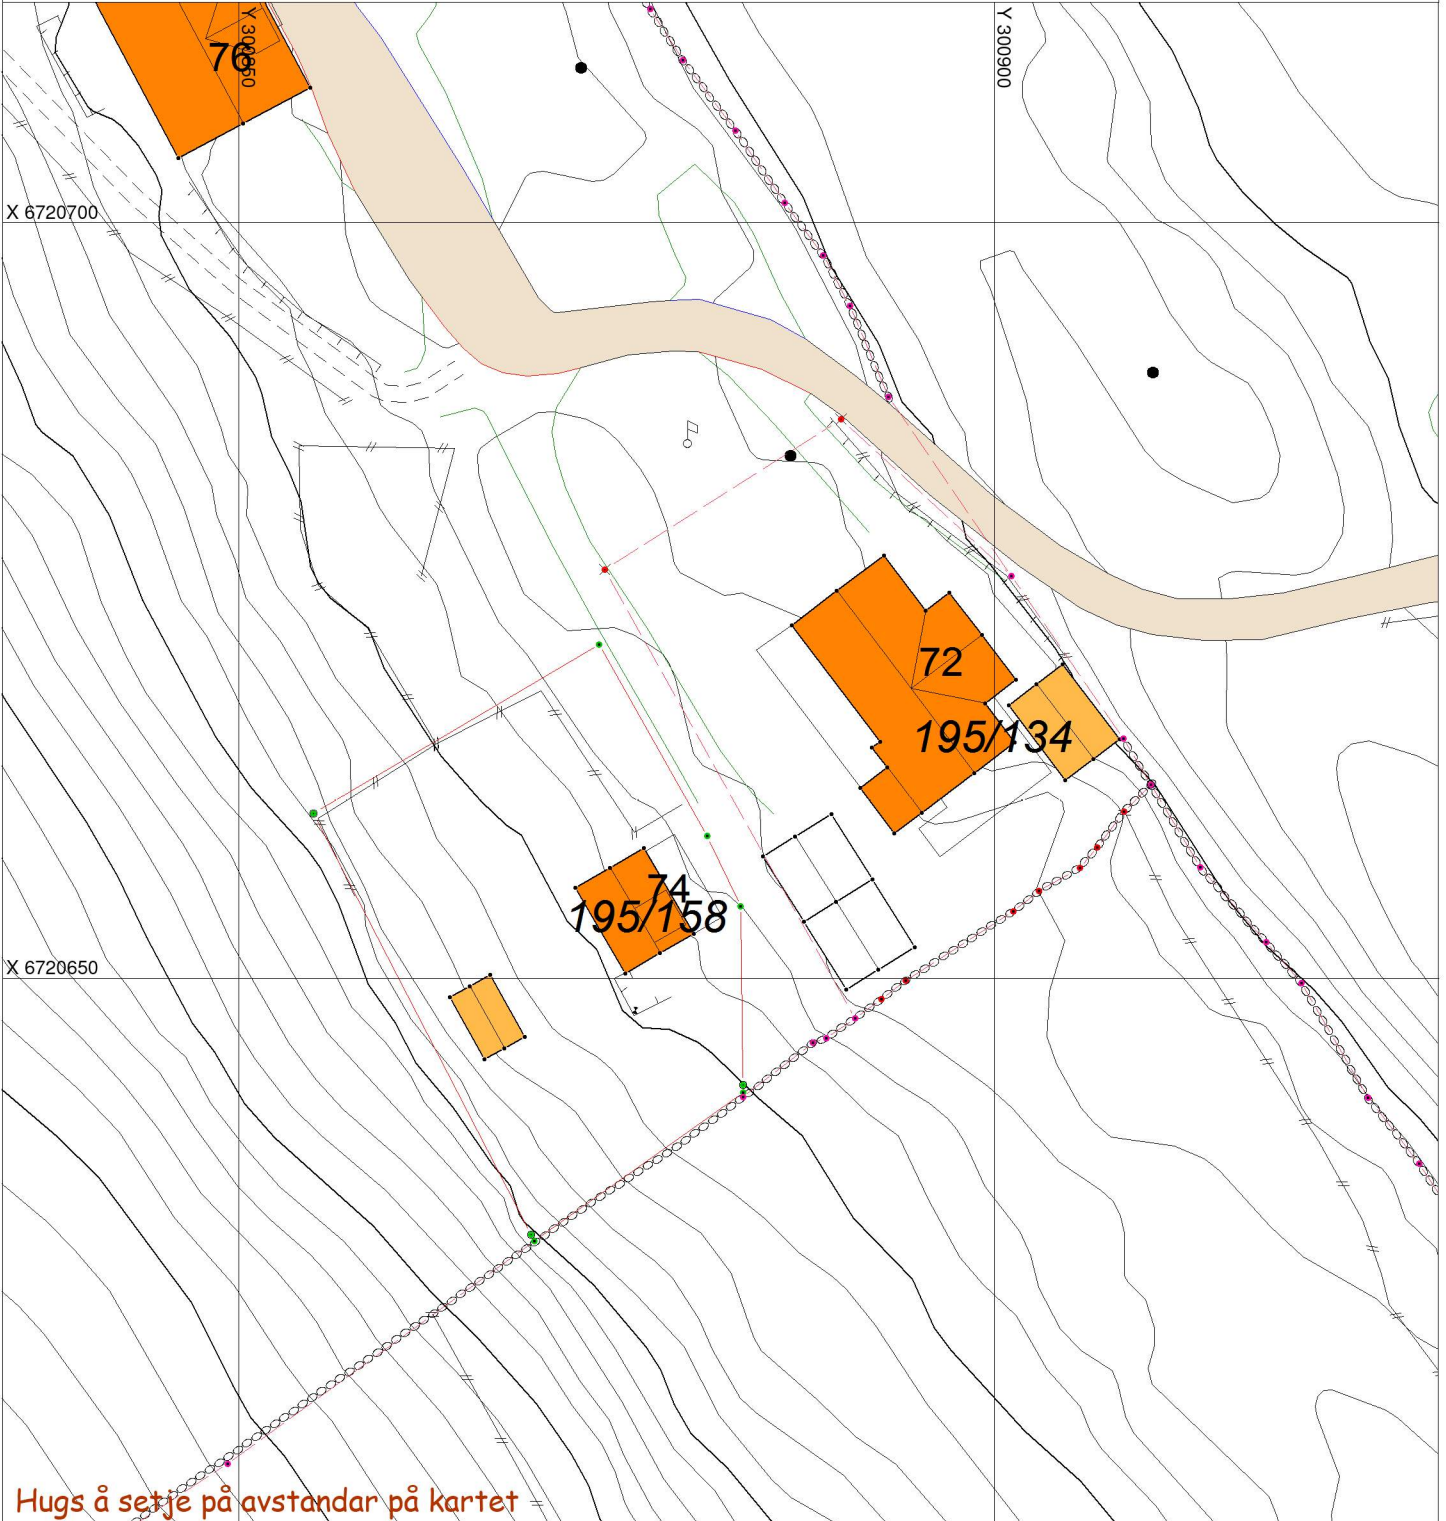 76
Y 300850
Y 300900
X 6720700
72
195/134
74
195/158
X 6720650
Hugs å setje på avstandar på kartet